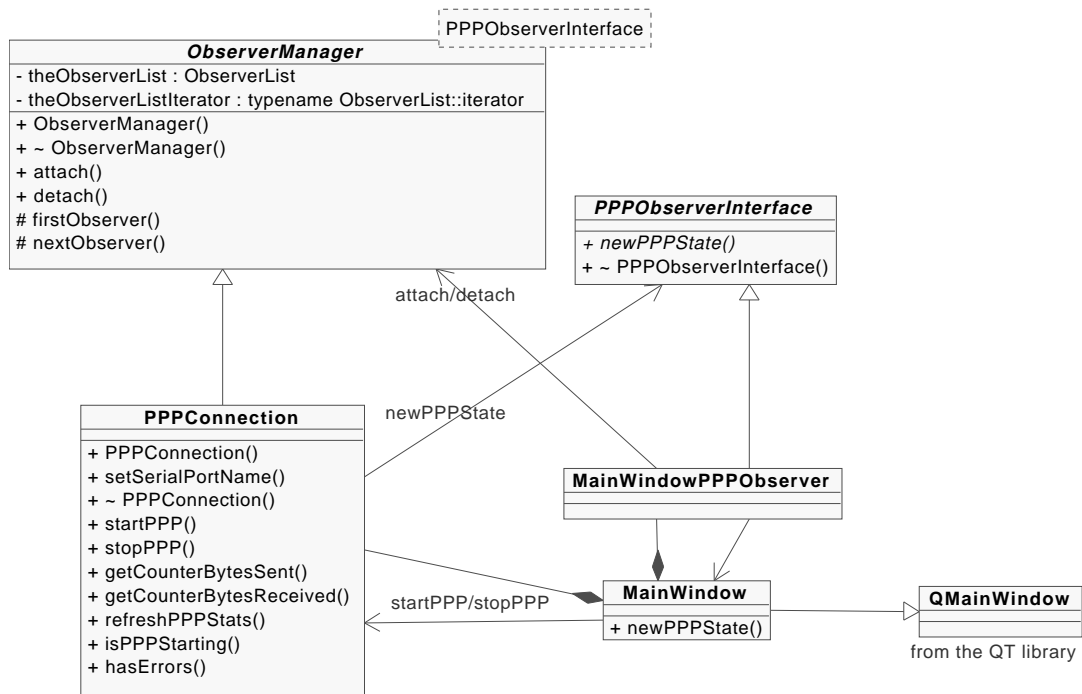 PPPObserverInterface
ObserverManager
- theObserverList : ObserverList
- theObserverListIterator : typename ObserverList::iterator
+ ObserverManager()
+ ~ ObserverManager()
+ attach()
+ detach()
# firstObserver()
# nextObserver()
PPPObserverInterface
+ newPPPState()
+ ~ PPPObserverInterface()
attach/detach
newPPPState
PPPConnection
+ PPPConnection()
+ setSerialPortName()
+ ~ PPPConnection()
+ startPPP()
+ stopPPP()
+ getCounterBytesSent()
+ getCounterBytesReceived()
+ refreshPPPStats()
+ isPPPStarting()
+ hasErrors()
MainWindowPPPObserver
startPPP/stopPPP
MainWindow
+ newPPPState()
QMainWindow
from the QT library